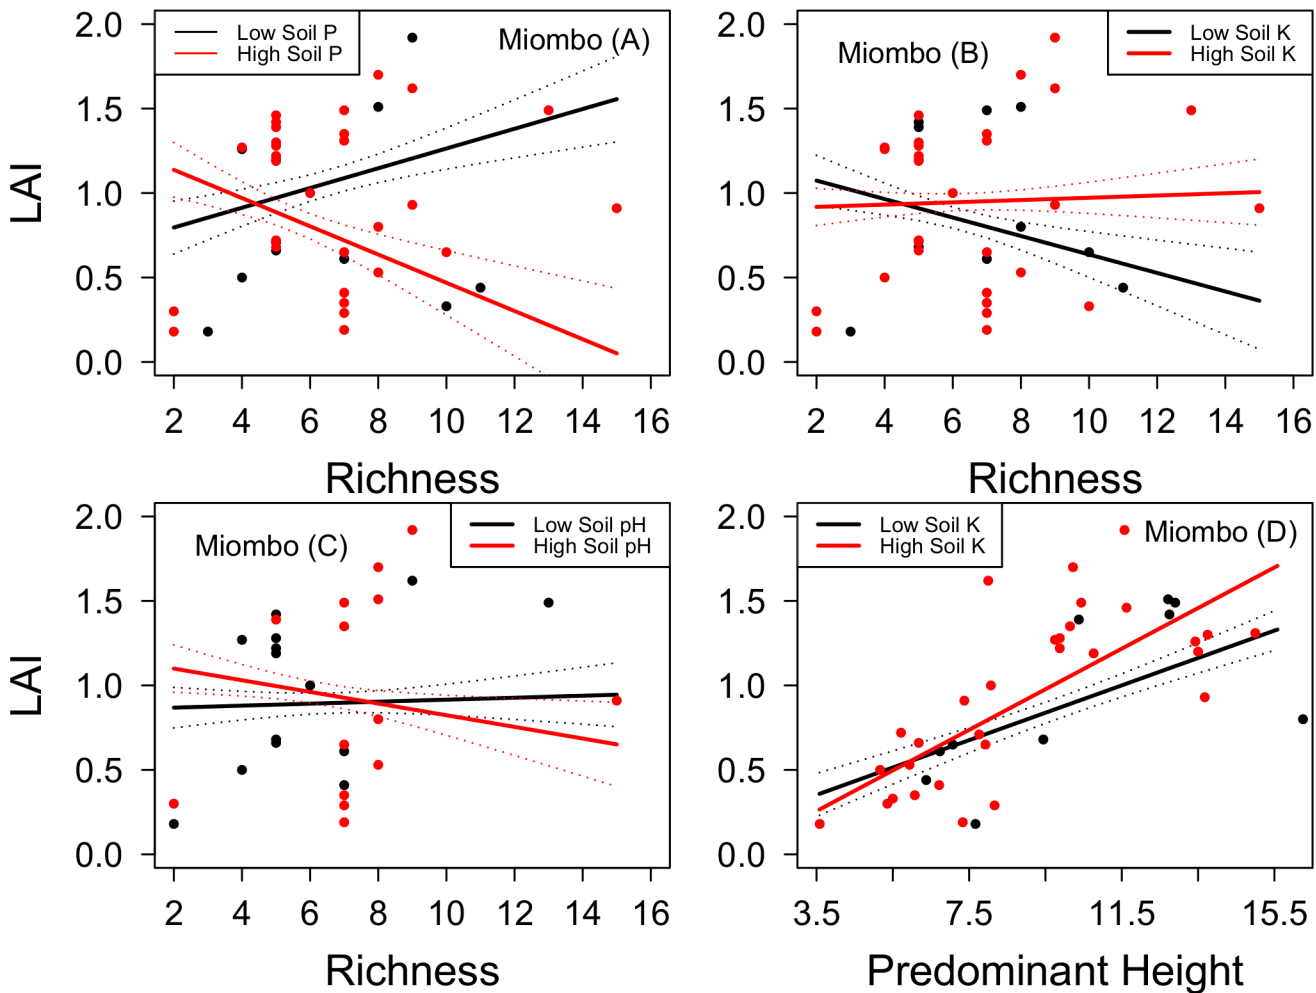 Low Soil P
High Soil P
Miombo (A)
2.0
1.5
1.0
0.5
0.0
LAI
2 4 6 8 10 12 14 16
Richness
Miombo (B)
Low Soil K
High Soil K
2.0
1.5
1.0
0.5
0.0
2 4 6 8 10 12 14 16
Richness
Miombo (C)
Low Soil pH
High Soil pH
2.0
1.5
1.0
0.5
0.0
LAI
2 4 6 8 10 12 14 16
Richness
Low Soil K
High Soil K
Miombo (D)
2.0
1.5
1.0
0.5
0.0
3.5 7.5 11.5 15.5
Predominant Height